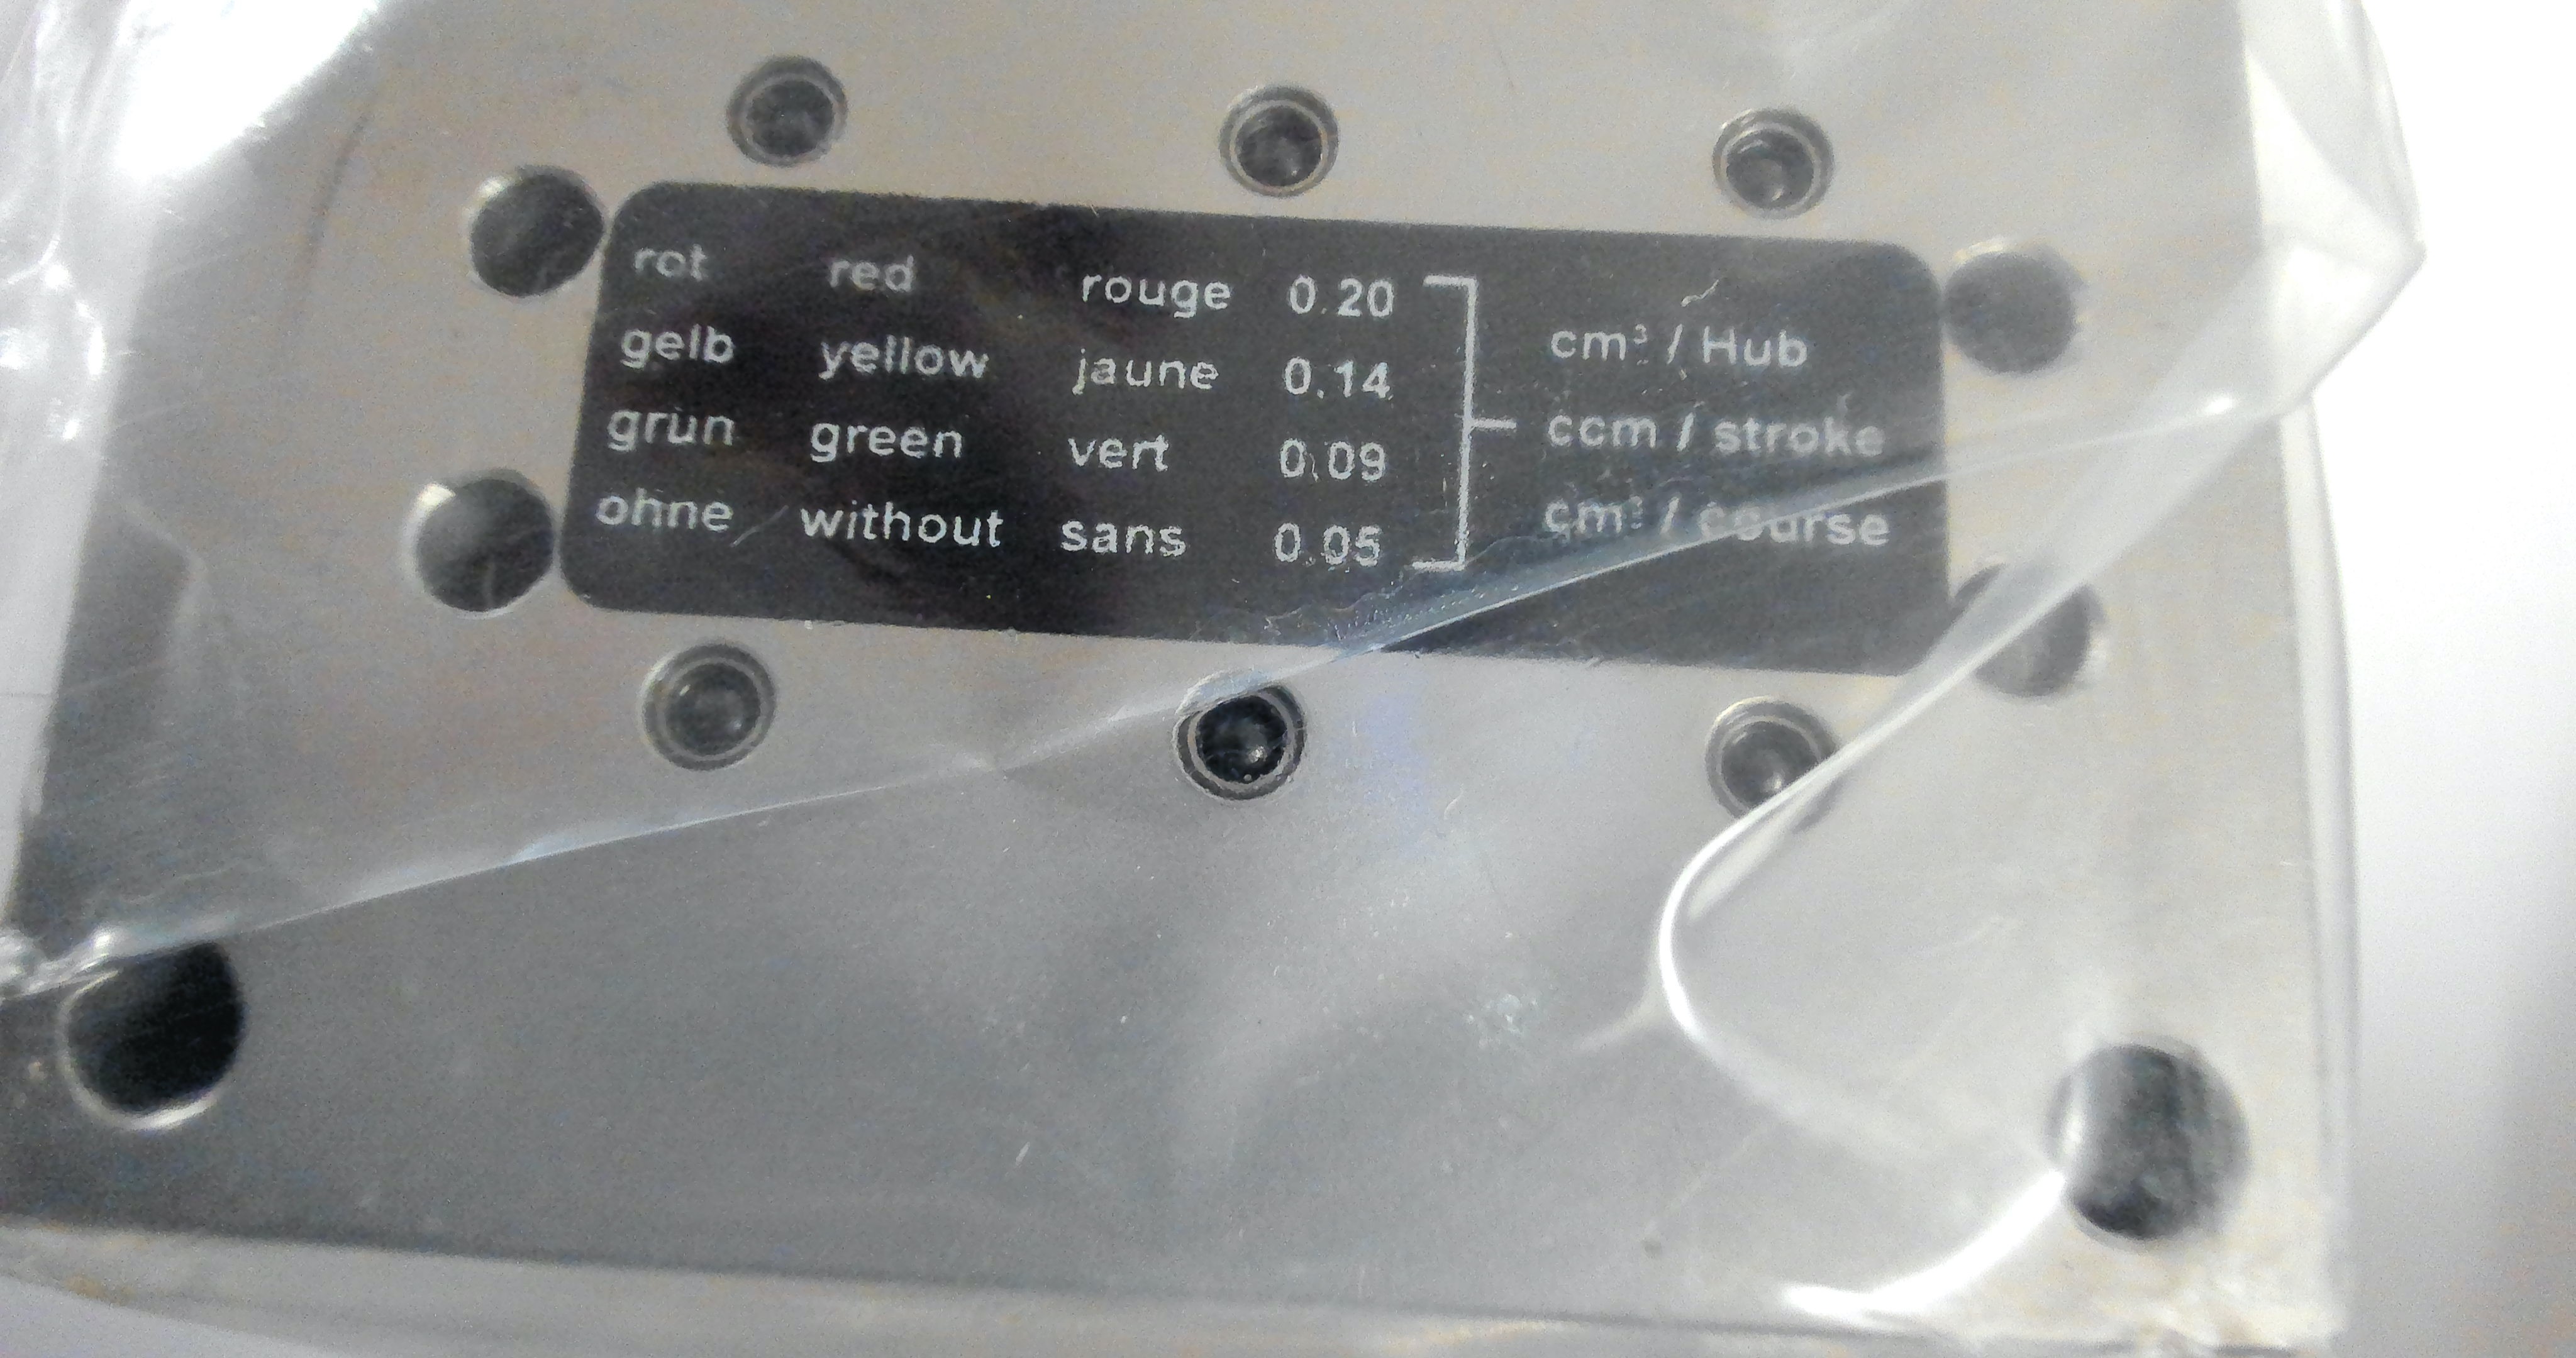 rot red rouge 0.20
gelb yellow jaune 0.14
grün green vert 0.09
ohne without sans 0.05
cm³ / Hub
ccm / stroke
cm³ / course